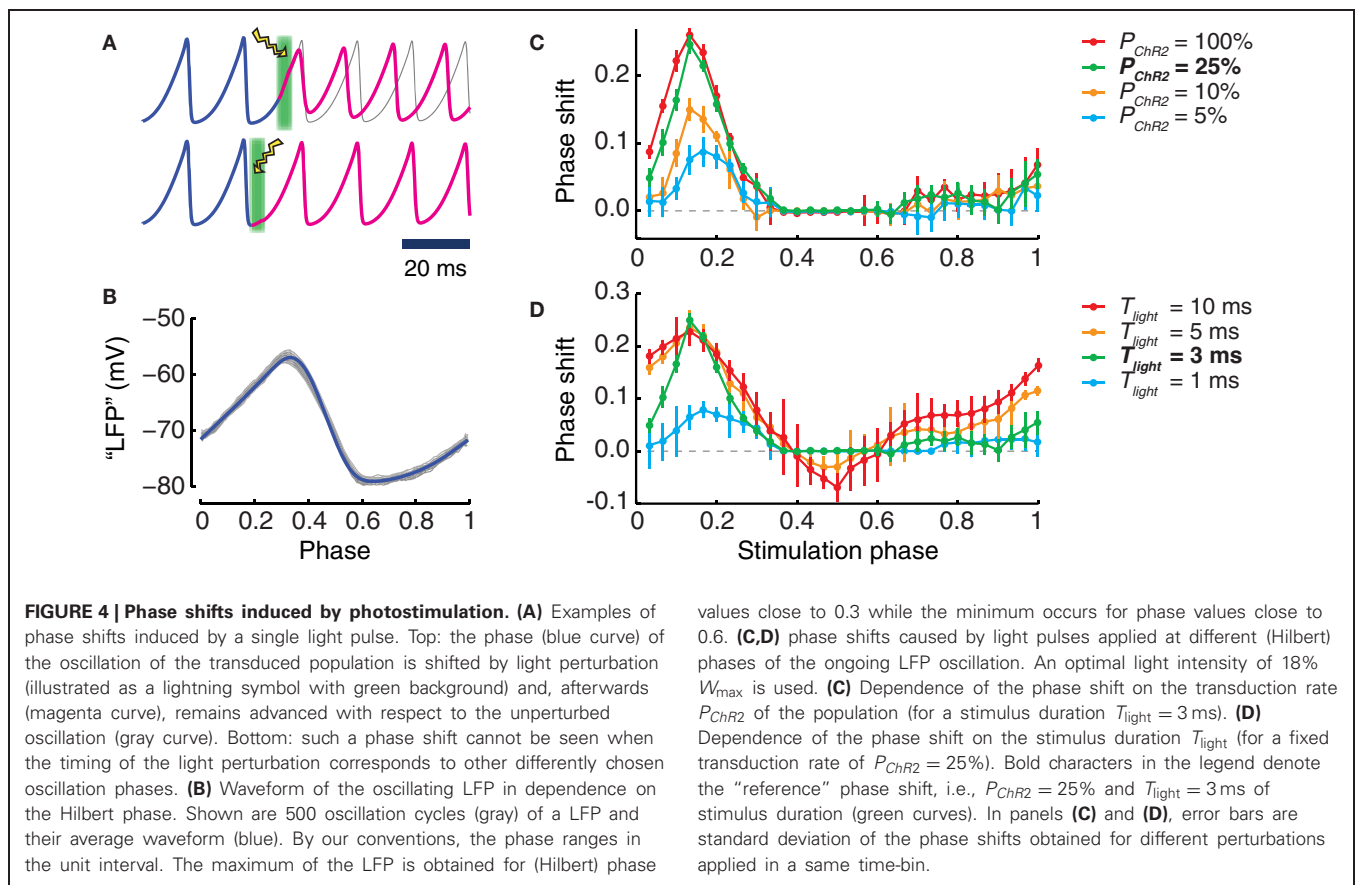 A
20 ms
B
"LFP" (mV)
−50
−60
−70
−80
0 0.2 0.4 0.6 0.8 1
Phase
C
Phase shift
0.2
0.1
0.0
0 0.2 0.4 0.6 0.8 1
P_ChR2 = 100%
P_ChR2 = 25%
P_ChR2 = 10%
P_ChR2 = 5%
D
Phase shift
0.3
0.2
0.1
0.0
-0.1
0 0.2 0.4 0.6 0.8 1
Stimulation phase
T_light = 10 ms
T_light = 5 ms
T_light = 3 ms
T_light = 1 ms
FIGURE 4 | Phase shifts induced by photostimulation. (A) Examples of
phase shifts induced by a single light pulse. Top: the phase (blue curve) of
the oscillation of the transduced population is shifted by light perturbation
(illustrated as a lightning symbol with green background) and, afterwards
(magenta curve), remains advanced with respect to the unperturbed
oscillation (gray curve). Bottom: such a phase shift cannot be seen when
the timing of the light perturbation corresponds to other differently chosen
oscillation phases. (B) Waveform of the oscillating LFP in dependence on
the Hilbert phase. Shown are 500 oscillation cycles (gray) of a LFP and
their average waveform (blue). By our conventions, the phase ranges in
the unit interval. The maximum of the LFP is obtained for (Hilbert) phase
values close to 0.3 while the minimum occurs for phase values close to
0.6. (C,D) phase shifts caused by light pulses applied at different (Hilbert)
phases of the ongoing LFP oscillation. An optimal light intensity of 18%
W_max is used. (C) Dependence of the phase shift on the transduction rate
P_ChR2 of the population (for a stimulus duration T_light = 3 ms). (D)
Dependence of the phase shift on the stimulus duration T_light (for a fixed
transduction rate of P_ChR2 = 25%). Bold characters in the legend denote
the "reference" phase shift, i.e., P_ChR2 = 25% and T_light = 3 ms of
stimulus duration (green curves). In panels (C) and (D), error bars are
standard deviation of the phase shifts obtained for different perturbations
applied in a same time-bin.